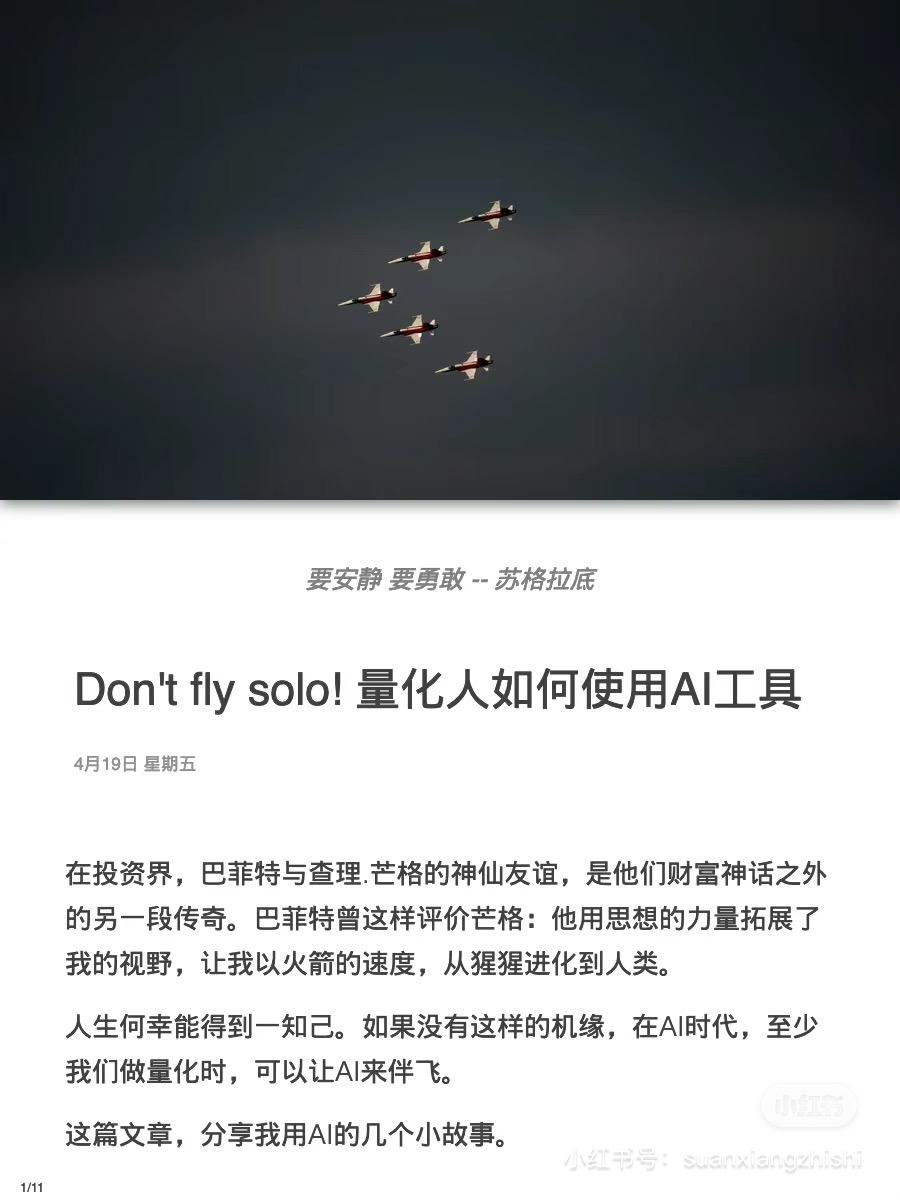 要安静 要勇敢 -- 苏格拉底
Don't fly solo! 量化人如何使用AI工具
4月19日 星期五
在投资界，巴菲特与查理.芒格的神仙友谊，是他们财富神话之外
的另一段传奇。巴菲特曾这样评价芒格：他用思想的力量拓展了
我的视野，让我以火箭的速度，从猩猩进化到人类。
人生何幸能得到一知己。如果没有这样的机缘，在AI时代，至少
我们做量化时，可以让AI来伴飞。
这篇文章，分享我用AI的几个小故事。
小红书
小红书号：suanxiangzhishi
1/11